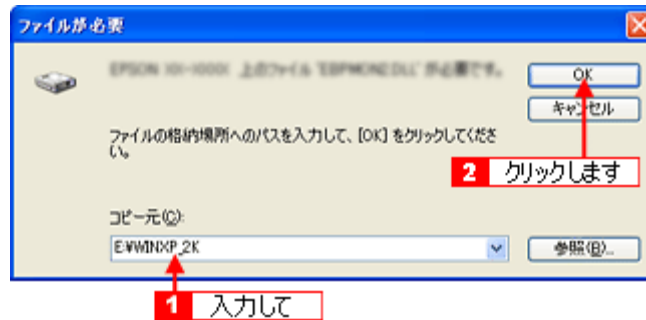 ファイルが必要
OK
キャンセル
ファイルの格納場所へのパスを入力して、[OK] をクリックしてくださ
い。
2 クリックします
コピー元(C):
E:¥WINXP_2K
参照(B)...
1 入力して